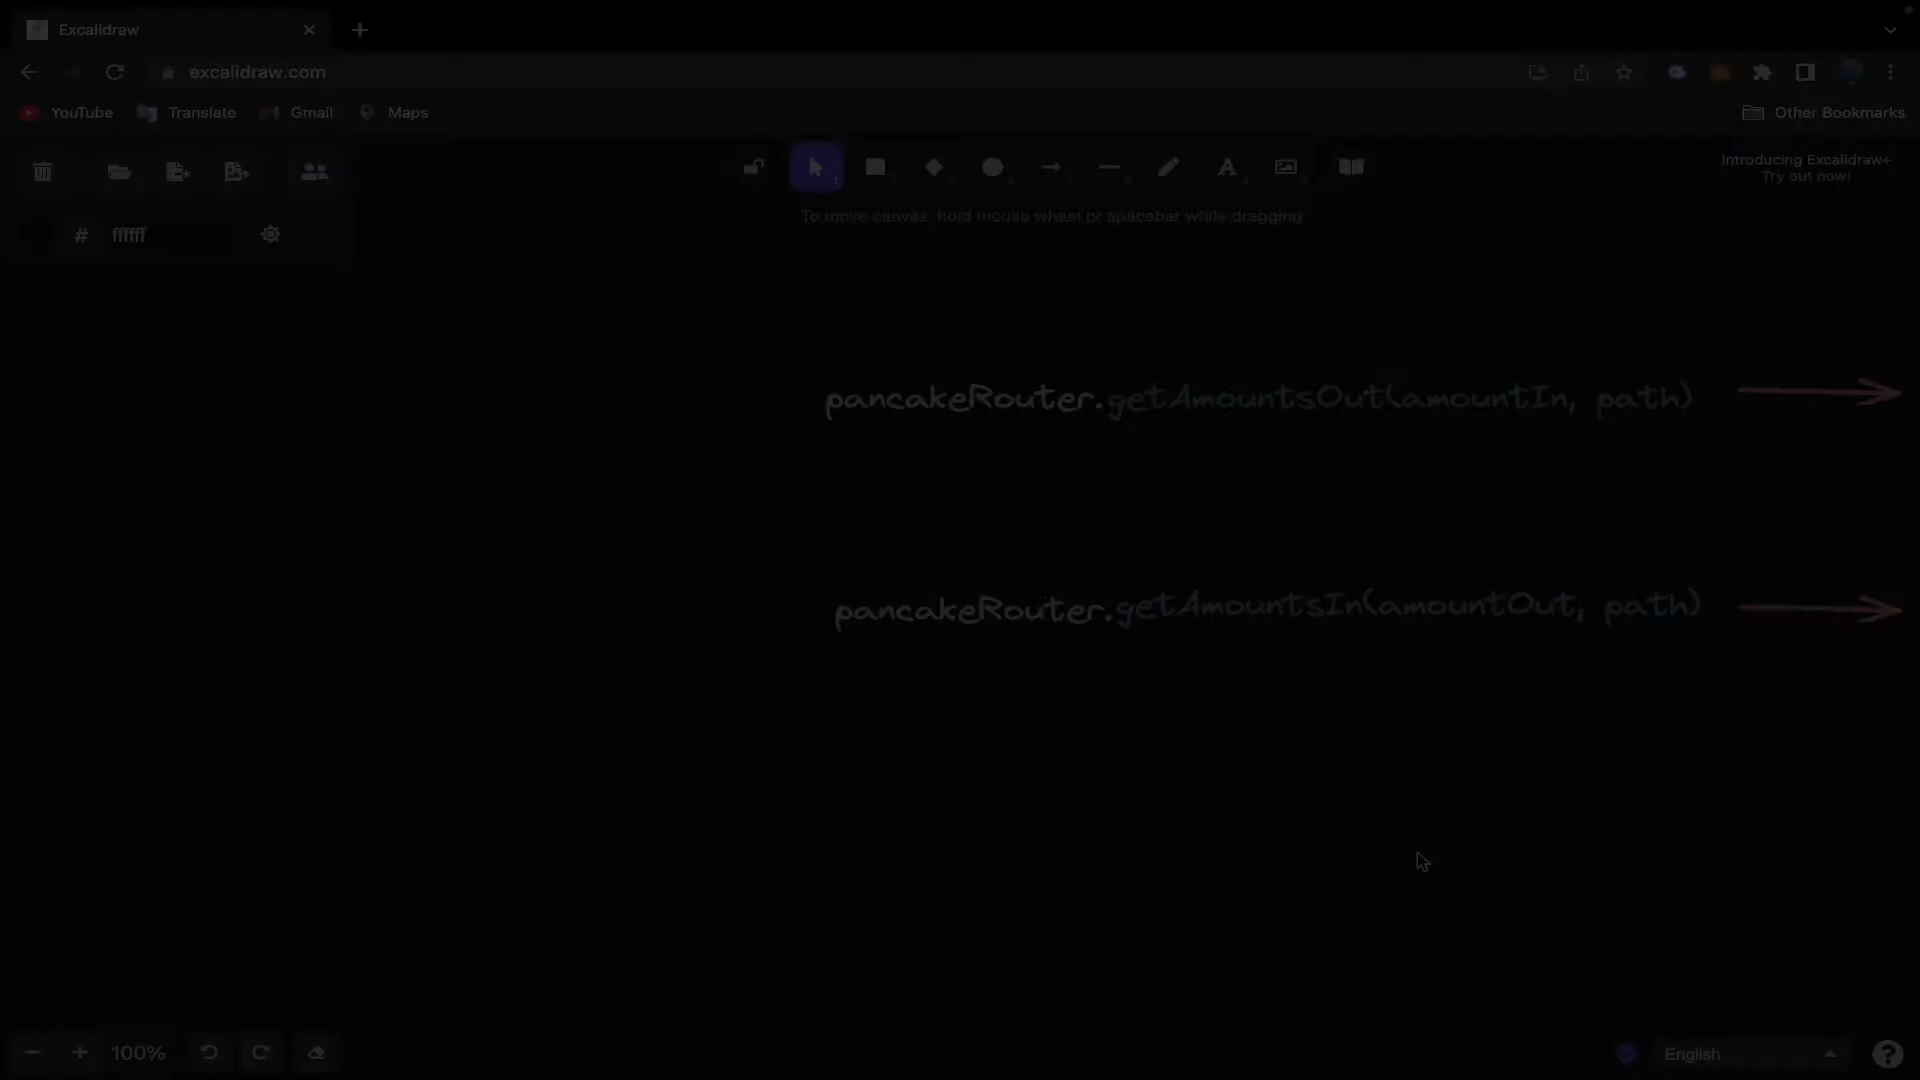 Excalidraw
excalidraw.com
YouTube Translate Gmail Maps Other Bookmarks
Introducing Excalidraw+
Try out now!
To move canvas, hold mouse wheel or spacebar while dragging
# ffffff
pancakeRouter.getAmountsOut(amountIn, path)
pancakeRouter.getAmountsIn(amountOut, path)
100%
English